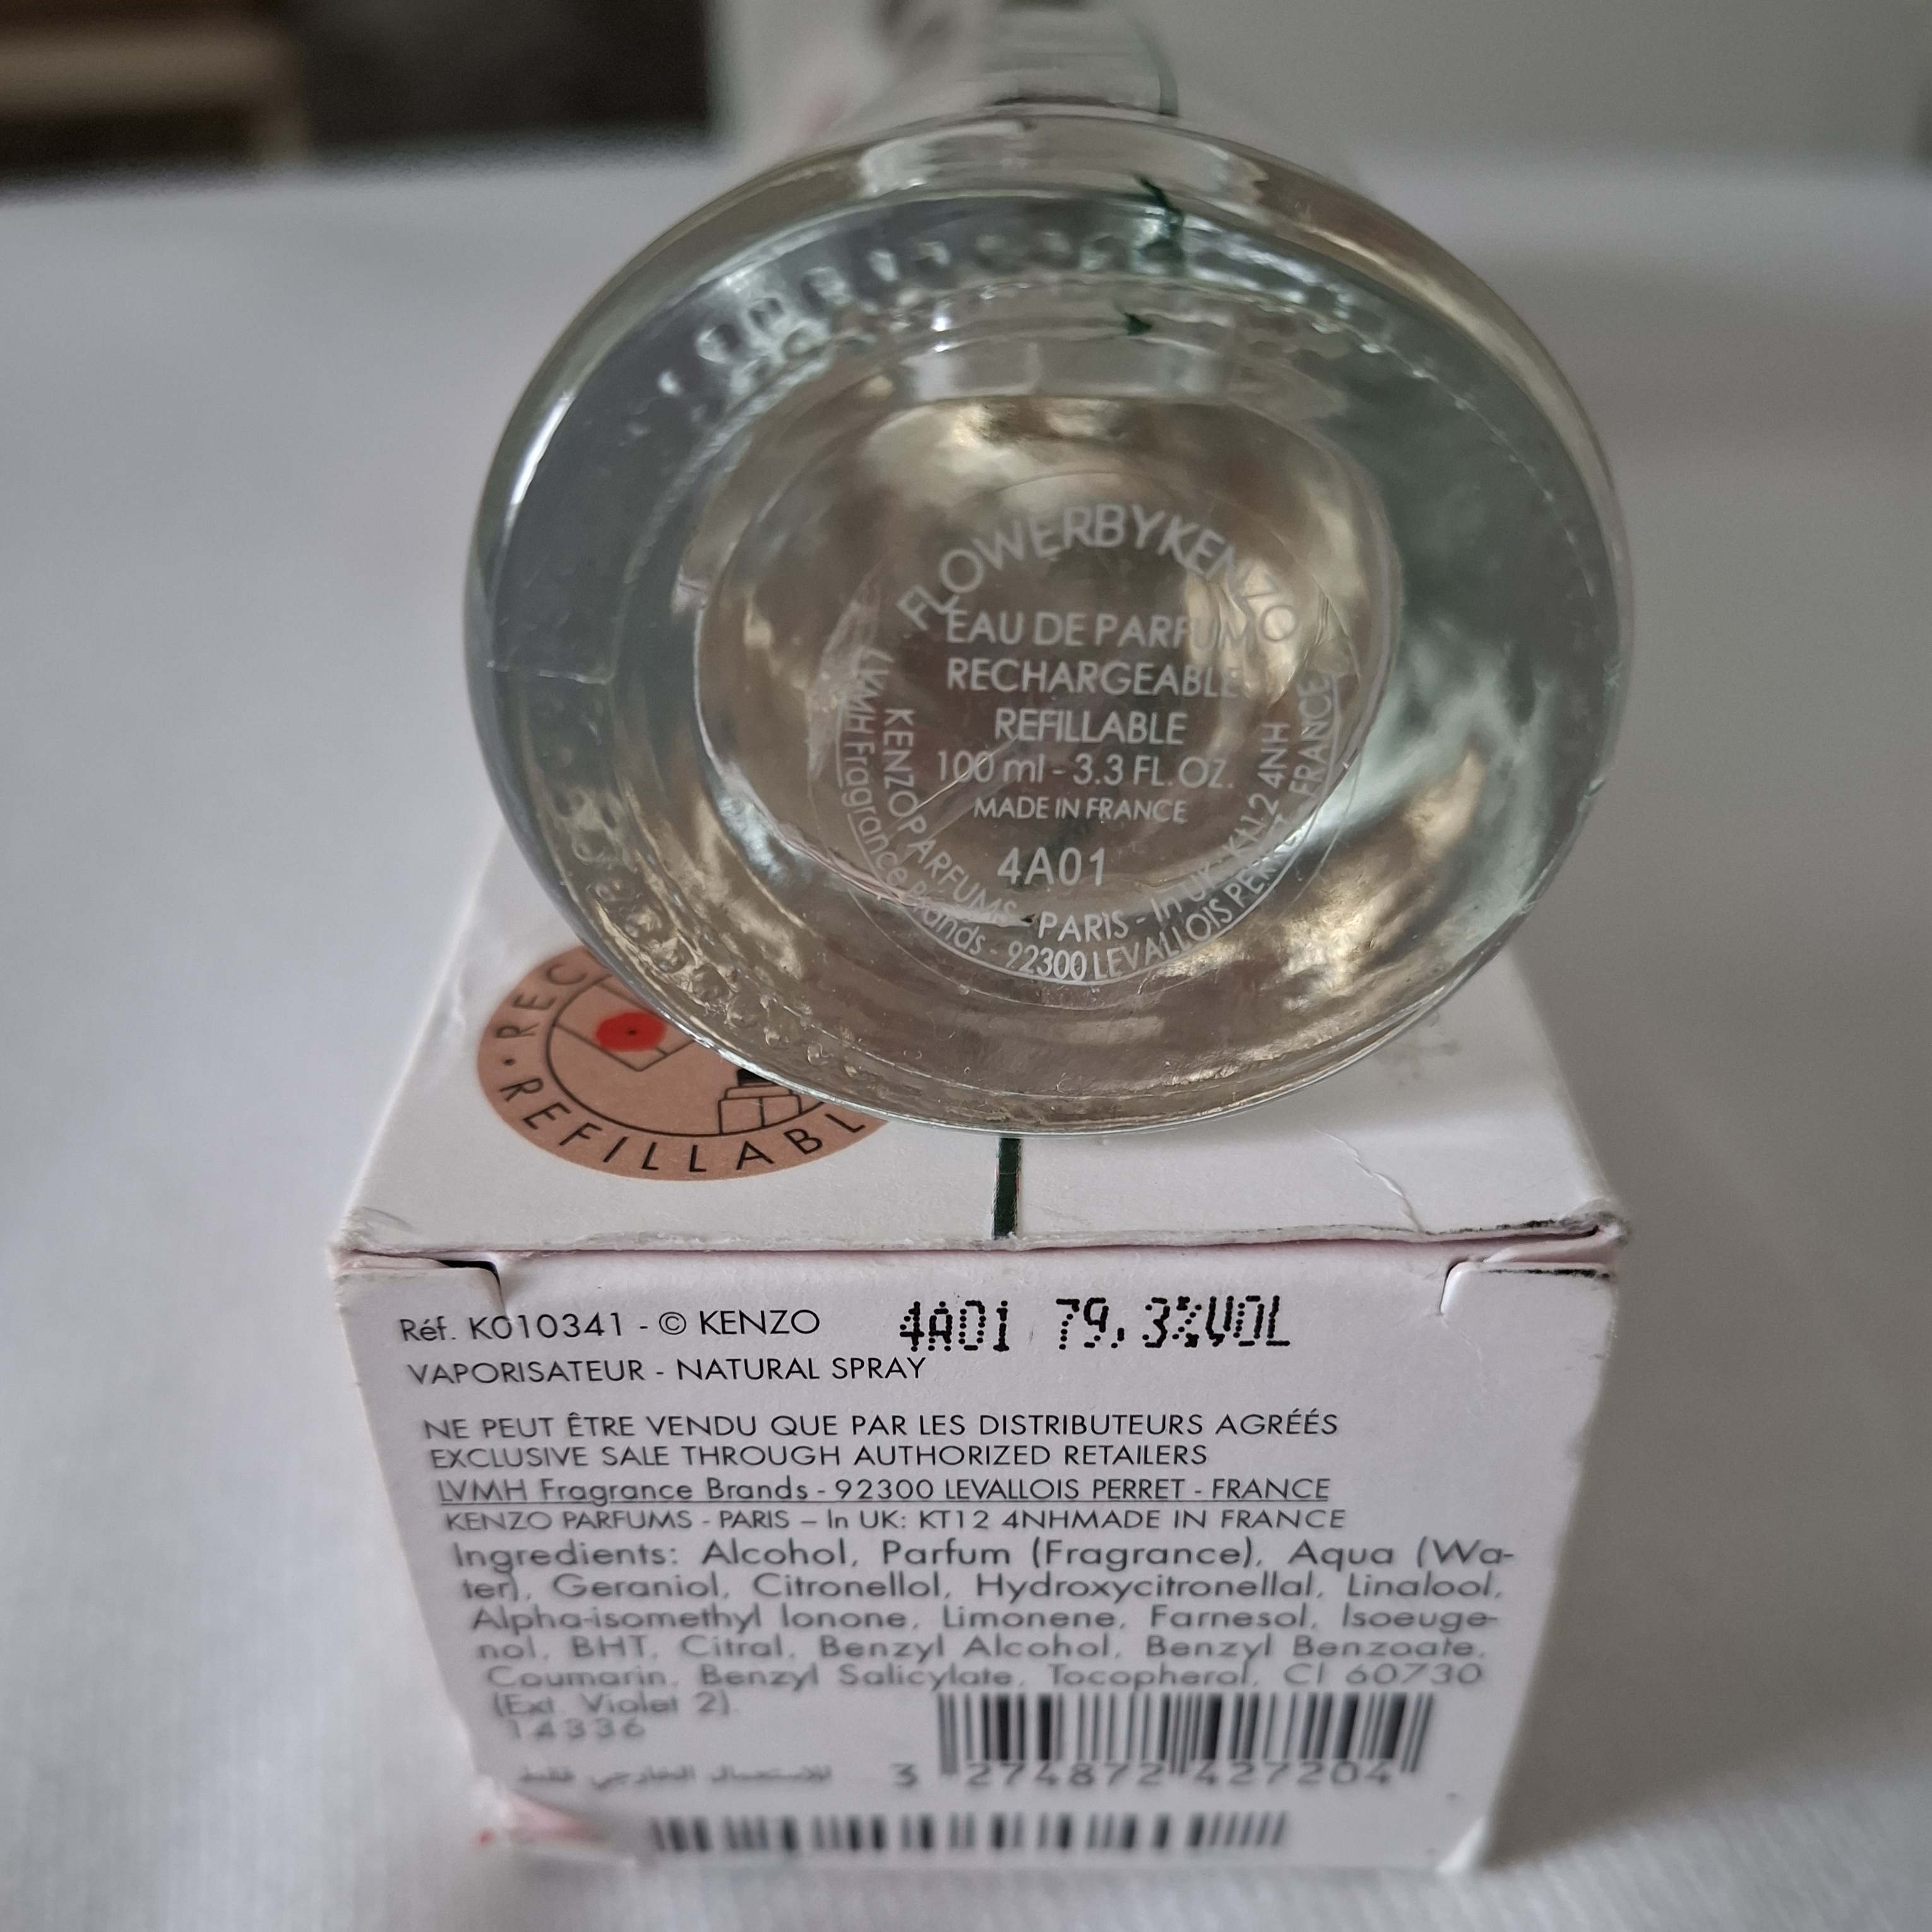 FLOWERBYKENZO
EAU DE PARFUM
RECHARGEABLE
REFILLABLE
100 ml - 3.3 FL.OZ.
MADE IN FRANCE
4A01
KENZO PARFUMS - PARIS - In UK: 4NH
LVMH Fragrance Brands - 92300 LEVALLOIS PERRET FRANCE
REC
REFILLABL
Réf. K010341 - © KENZO 4A01 79,3%VOL
VAPORISATEUR - NATURAL SPRAY
NE PEUT ÊTRE VENDU QUE PAR LES DISTRIBUTEURS AGRÉÉS
EXCLUSIVE SALE THROUGH AUTHORIZED RETAILERS
LVMH Fragrance Brands - 92300 LEVALLOIS PERRET - FRANCE
KENZO PARFUMS - PARIS – In UK: KT12 4NHMADE IN FRANCE
Ingredients: Alcohol, Parfum (Fragrance), Aqua (Wa-
ter), Geraniol, Citronellol, Hydroxycitronellal, Linalool,
Alpha-isomethyl Ionone, Limonene, Farnesol, Isoeuge-
nol, BHT, Citral, Benzyl Alcohol, Benzyl Benzoate,
Coumarin, Benzyl Salicylate, Tocopherol, CI 60730
(Ext. Violet 2).
14336
للاستعمال الخارجي فقط
3 274872 427204